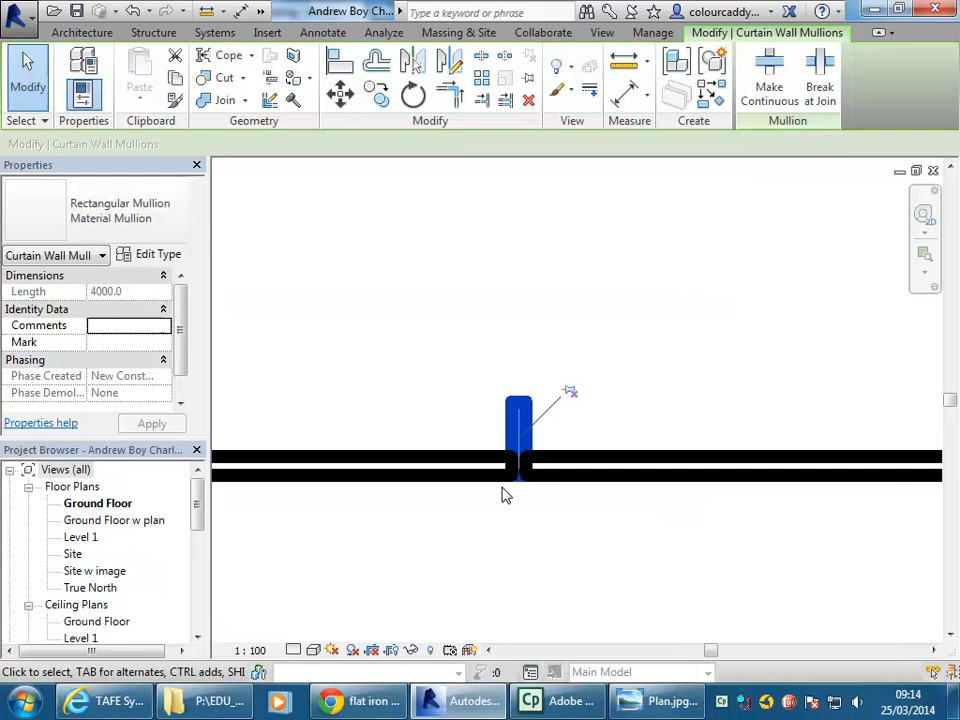 Andrew Boy Ch...
Type a keyword or phrase
colourcaddy...
Architecture
Structure
Systems
Insert
Annotate
Analyze
Massing & Site
Collaborate
View
Manage
Modify | Curtain Wall Mullions
Modify
Paste
Cope
Cut
Join
Make Continuous
Break at Join
Select
Properties
Clipboard
Geometry
Modify
View
Measure
Create
Mullion
Modify | Curtain Wall Mullions
Properties
Rectangular Mullion
Material Mullion
Curtain Wall Mull
Edit Type
Dimensions
Length 4000.0
Identity Data
Comments
Mark
Phasing
Phase Created New Const...
Phase Demol... None
Properties help
Apply
Project Browser - Andrew Boy Charl...
Views (all)
Floor Plans
Ground Floor
Ground Floor w plan
Level 1
Site
Site w image
True North
Ceiling Plans
Ground Floor
Level 1
2D
1 : 100
Click to select, TAB for alternates, CTRL adds, SHI
:0
Main Model
TAFE Sy...
P:\EDU_...
flat iron ...
Autodes...
Adobe ...
Plan.jpg...
09:14
25/03/2014